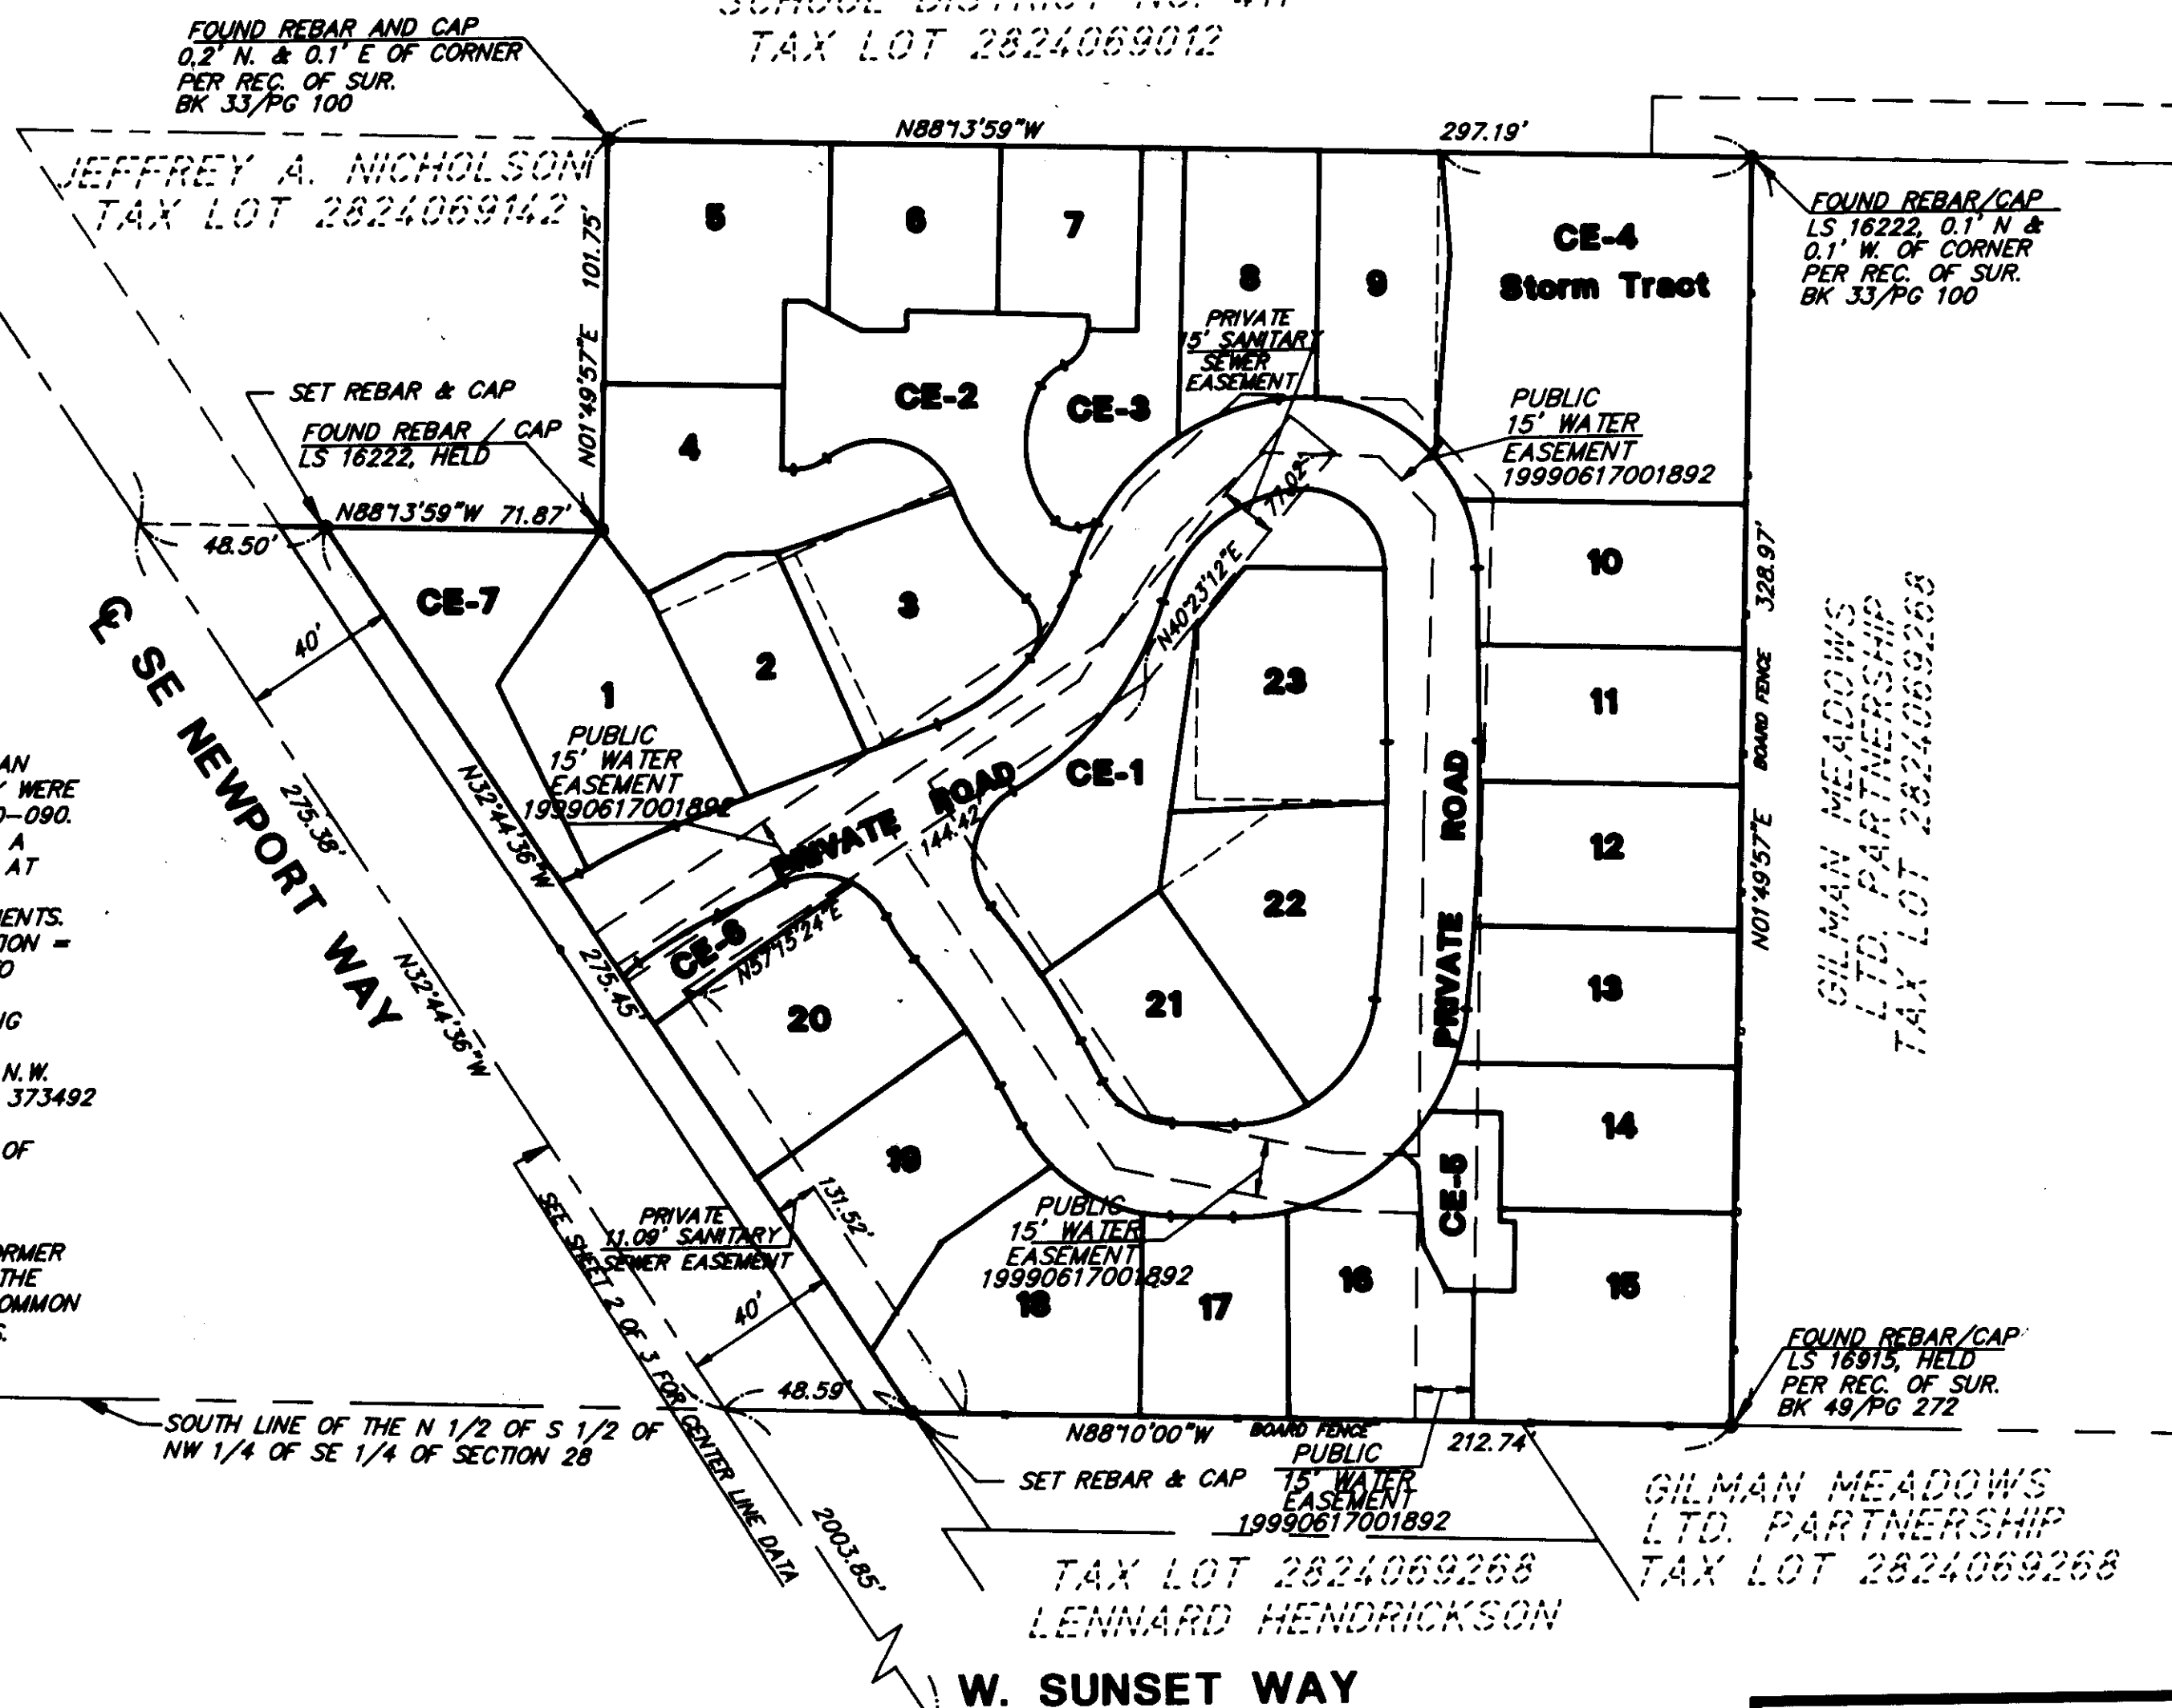 TAX LOT 2824069012
FOUND REBAR AND CAP
0.2' N. & 0.1' E OF CORNER
PER REC. OF SUR.
BK 33/PG 100
N88°13'59"W
297.19'
JEFFREY A. NICHOLSON
TAX LOT 2824069142
FOUND REBAR/CAP
LS 16222, 0.1' N &
0.1' W. OF CORNER
PER REC. OF SUR.
BK 33/PG 100
5
6
7
8
9
CE-4
Storm Tract
N01°49'57"E 101.75'
PRIVATE
15' SANITARY
SEWER
EASEMENT
SET REBAR & CAP
FOUND REBAR / CAP
LS 16222, HELD
CE-2
CE-3
4
PUBLIC
15' WATER
EASEMENT
19990617001892
N88°13'59"W 71.87'
48.50'
77.02'
N40°23'12"E
CE-7
40'
1
2
3
23
10
11
328.97'
BOARD FENCE
N01°49'57"E
GILMAN MEADOWS
LTD. PARTNERSHIP
TAX LOT 2824069268
℄ SE NEWPORT WAY
275.38'
N32°44'36"W
N32°44'36"W
275.45'
PUBLIC
15' WATER
EASEMENT
19990617001892
PRIVATE ROAD
144.42'
CE-1
PRIVATE ROAD
12
22
13
CE-6
N57°15'24"E
20
21
14
19
CE-5
AN
WERE
0-090.
A
AT
TION =
N.W.
373492
OF
THE
131.52'
PRIVATE
11.09' SANITARY
SEWER EASEMENT
PUBLIC
15' WATER
EASEMENT
19990617001892
SEE SHEET 2 OF 3 FOR CENTER LINE DATA
40'
18
17
16
15
FOUND REBAR/CAP
LS 16915, HELD
PER REC. OF SUR.
BK 49/PG 272
48.59'
SOUTH LINE OF THE N 1/2 OF S 1/2 OF
NW 1/4 OF SE 1/4 OF SECTION 28
N88°10'00"W
BOARD FENCE
212.74'
SET REBAR & CAP
PUBLIC
15' WATER
EASEMENT
19990617001892
2003.85'
GILMAN MEADOWS
LTD. PARTNERSHIP
TAX LOT 2824069268
TAX LOT 2824069268
LENNARD HENDRICKSON
W. SUNSET WAY